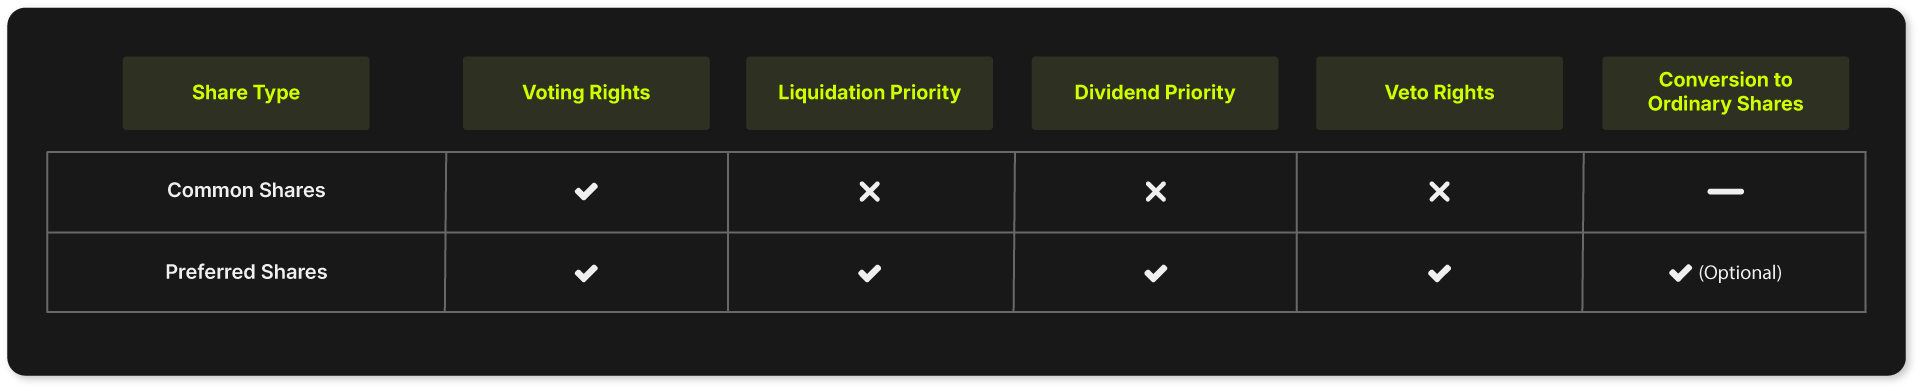 Share Type Voting Rights Liquidation Priority Dividend Priority Veto Rights Conversion to
Ordinary Shares
Common Shares ✔ ✕ ✕ ✕ —
Preferred Shares ✔ ✔ ✔ ✔ ✔ (Optional)